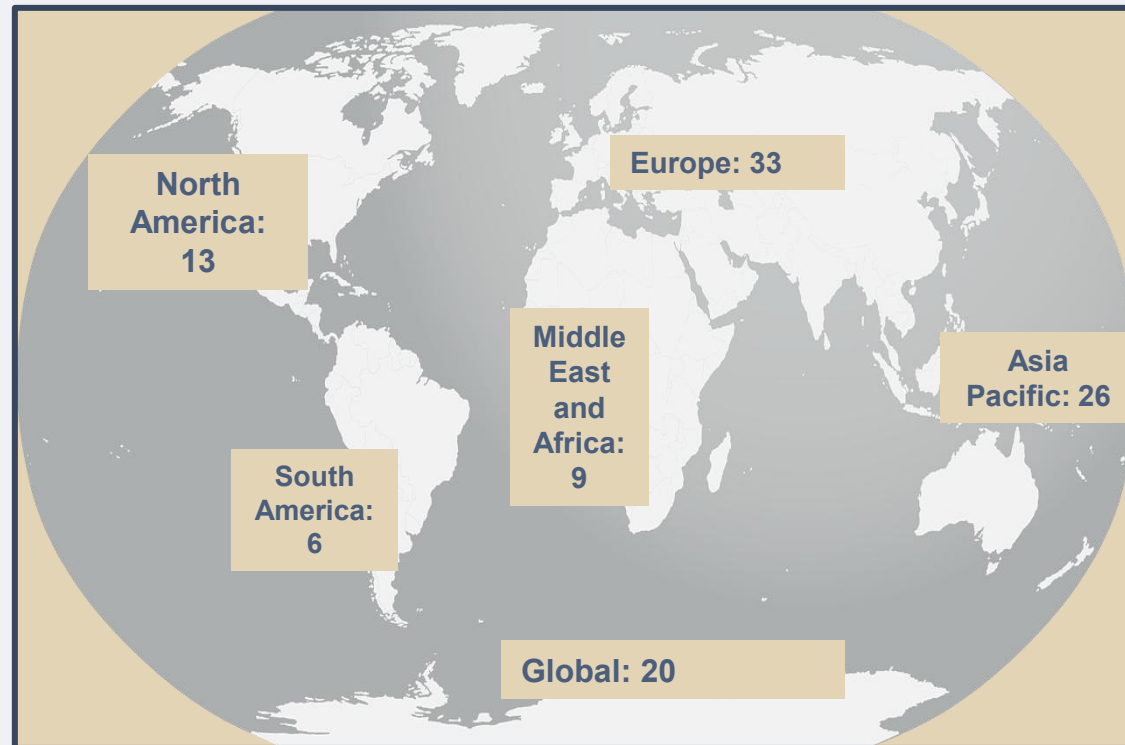 North
America:
13
Europe: 33
Middle
East
and
Africa:
9
Asia
Pacific: 26
South
America:
6
Global: 20